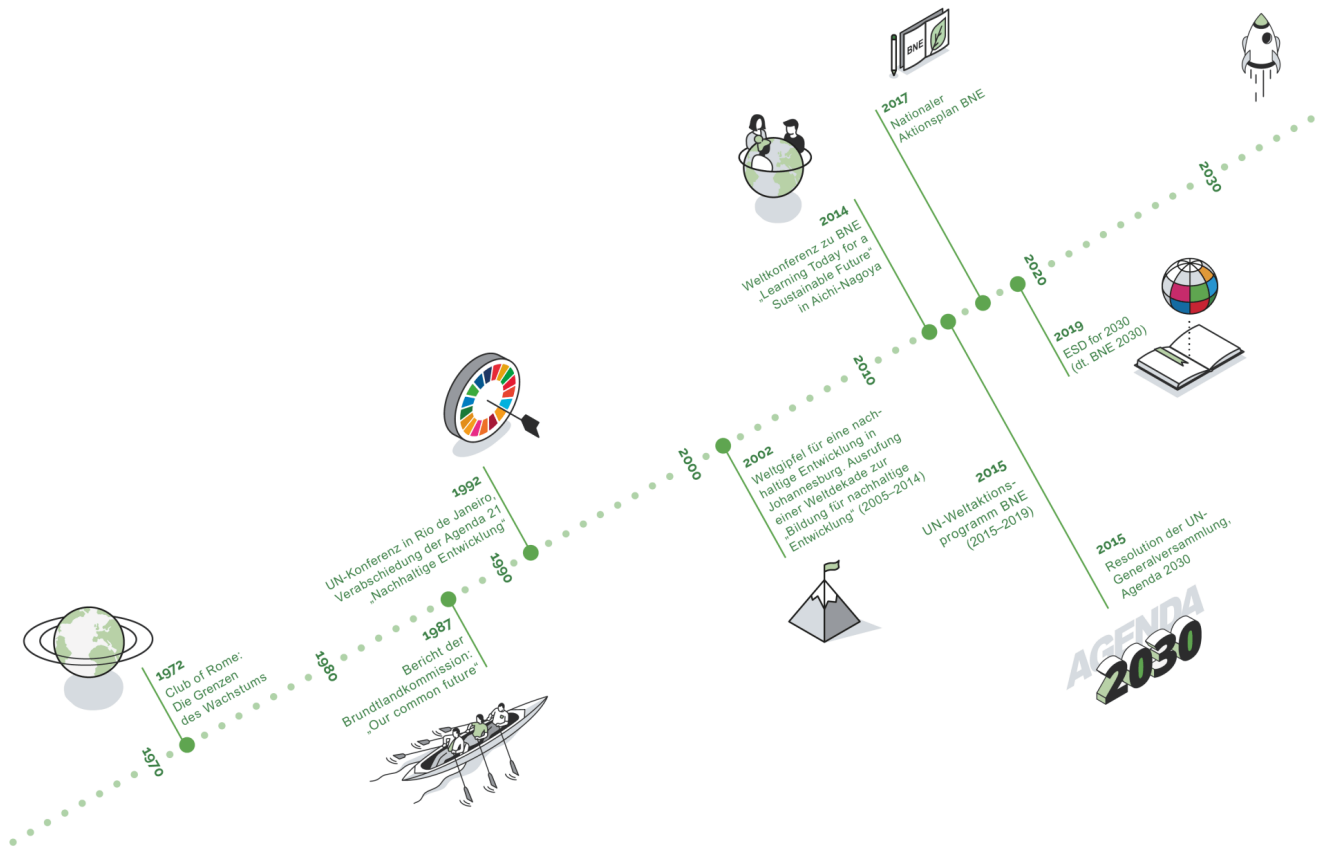 1970
1972
Club of Rome:
Die Grenzen
des Wachstums
1980
1987
Bericht der
Brundtlandkommission:
„Our common future“
1990
1992
UN-Konferenz in Rio de Janeiro,
Verabschiedung der Agenda 21
„Nachhaltige Entwicklung“
2000
2002
Weltgipfel für eine nach-
haltige Entwicklung in
Johannesburg. Ausrufung
einer Weltdekade zur
„Bildung für nachhaltige
Entwicklung“ (2005–2014)
2010
2014
Weltkonferenz zu BNE
„Learning Today for a
Sustainable Future“
in Aichi-Nagoya
2015
UN-Weltaktions-
programm BNE
(2015–2019)
2015
Resolution der UN-
Generalversammlung,
Agenda 2030
AGENDA
2030
BNE
2017
Nationaler
Aktionsplan BNE
2019
ESD for 2030
(dt. BNE 2030)
2020
2030